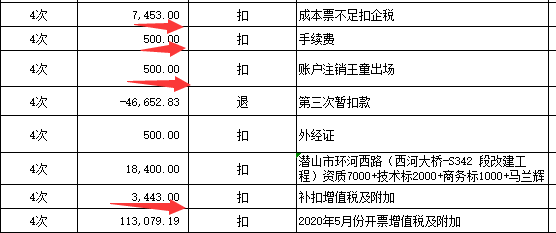 4次 7,453.00 扣 成本票不足扣企税
4次 500.00 扣 手续费
4次 500.00 扣 账户注销王童出场
4次 -46,652.83 退 第三次暂扣款
4次 500.00 扣 外经证
4次 18,400.00 扣 潜山市环河西路（西河大桥-S342 段改建工
程）资质7000+技术标2000+商务标1000+马兰辉
4次 3,443.00 扣 补扣增值税及附加
4次 113,079.19 扣 2020年5月份开票增值税及附加